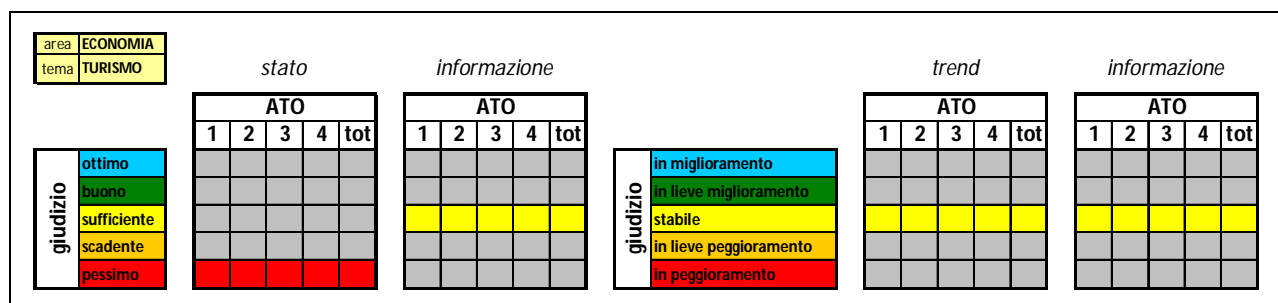 area ECONOMIA
tema TURISMO
stato informazione trend informazione
ATO ATO ATO ATO
1 2 3 4 tot 1 2 3 4 tot 1 2 3 4 tot 1 2 3 4 tot
giudizio
ottimo
buono
sufficiente
scadente
pessimo
giudizio
in miglioramento
in lieve miglioramento
stabile
in lieve peggioramento
in peggioramento